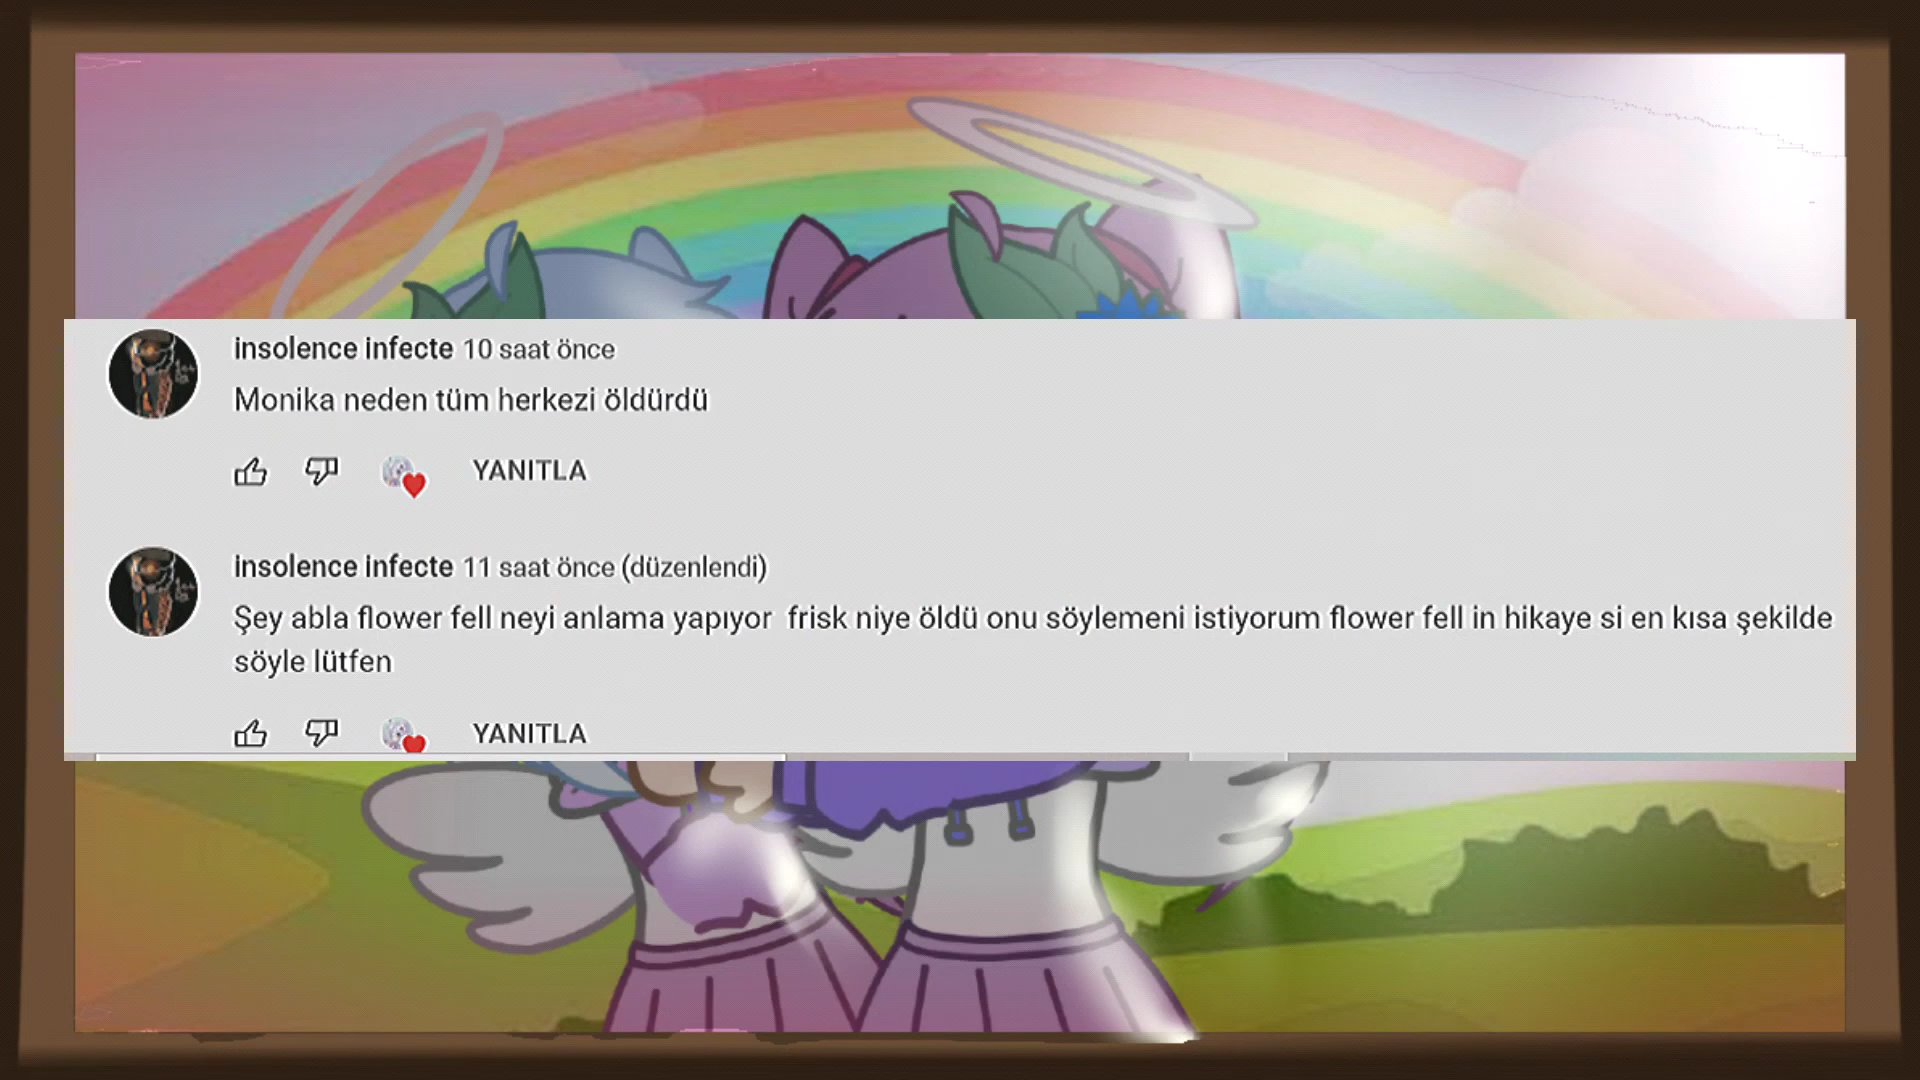 insolence infecte 10 saat önce
Monika neden tüm herkezi öldürdü
YANITLA
insolence infecte 11 saat önce (düzenlendi)
Şey abla flower fell neyi anlama yapıyor frisk niye öldü onu söylemeni istiyorum flower fell in hikaye si en kısa şekilde
söyle lütfen
YANITLA